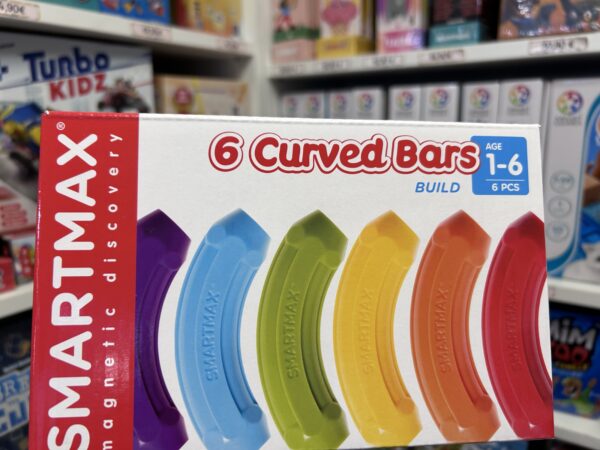 Turbo
KIDZ
SMARTMAX®
magnetic discovery
6 Curved Bars
BUILD
AGE
1-6
6 PCS
SMARTMAX
SMARTMAX
SMARTMAX
SMARTMAX